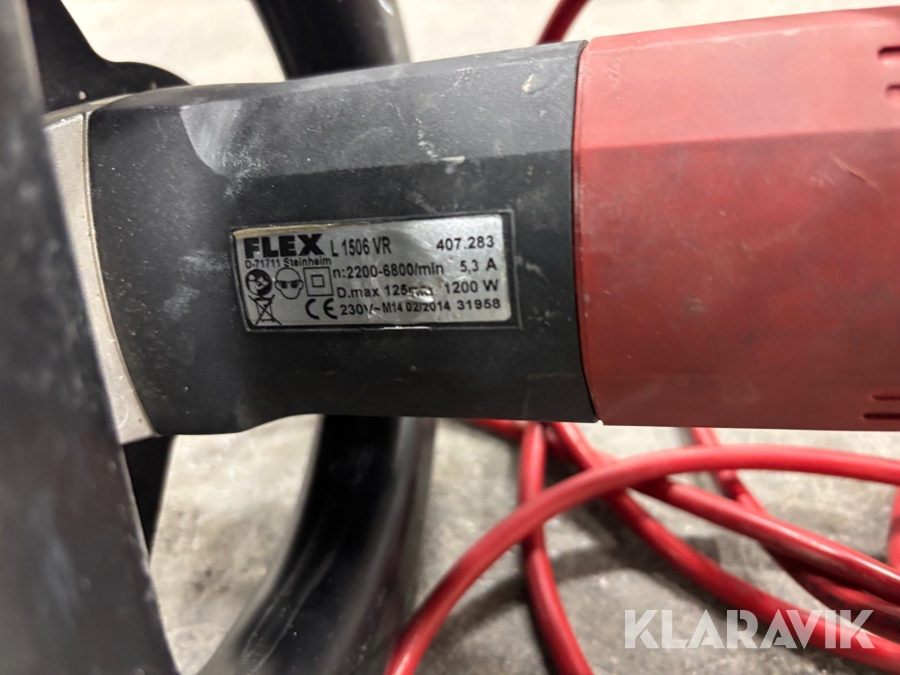 FLEX L 1506 VR 407.283
D-71711 Steinheim
n:2200-6800/min 5,3 A
D.max 125mm 1200 W
CE 230V~M14 02/2014 31958
KLARAVIK